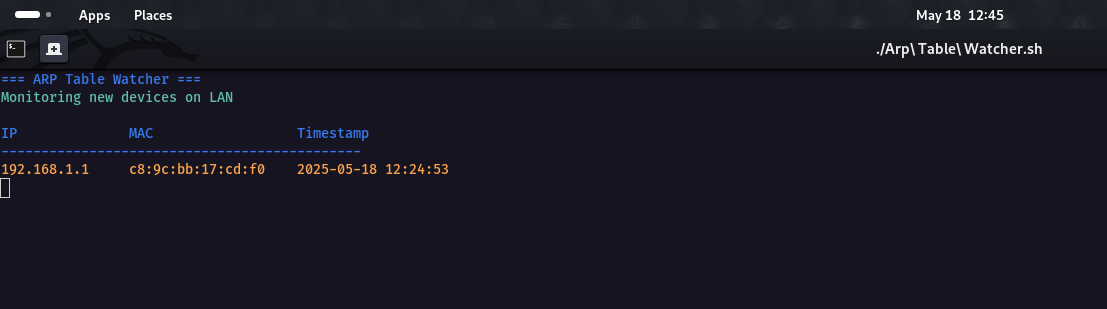 Apps Places May 18 12:45
./Arp\ Table\ Watcher.sh
=== ARP Table Watcher ===
Monitoring new devices on LAN
IP MAC Timestamp
---------------------------------------------
192.168.1.1 c8:9c:bb:17:cd:f0 2025-05-18 12:24:53